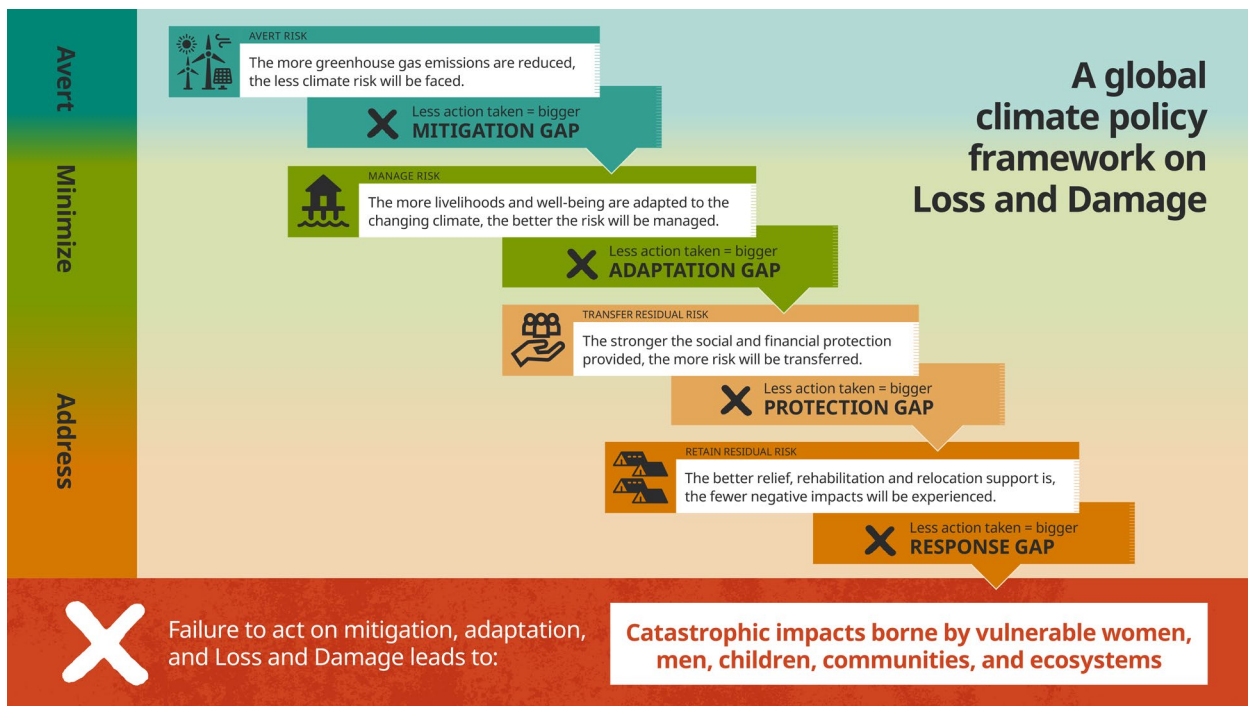 Avert
Minimize
Address
A global
climate policy
framework on
Loss and Damage
AVERT RISK
The more greenhouse gas emissions are reduced,
the less climate risk will be faced.
Less action taken = bigger
MITIGATION GAP
MANAGE RISK
The more livelihoods and well-being are adapted to the
changing climate, the better the risk will be managed.
Less action taken = bigger
ADAPTATION GAP
TRANSFER RESIDUAL RISK
The stronger the social and financial protection
provided, the more risk will be transferred.
Less action taken = bigger
PROTECTION GAP
RETAIN RESIDUAL RISK
The better relief, rehabilitation and relocation support is,
the fewer negative impacts will be experienced.
Less action taken = bigger
RESPONSE GAP
Failure to act on mitigation, adaptation,
and Loss and Damage leads to:
Catastrophic impacts borne by vulnerable women,
men, children, communities, and ecosystems